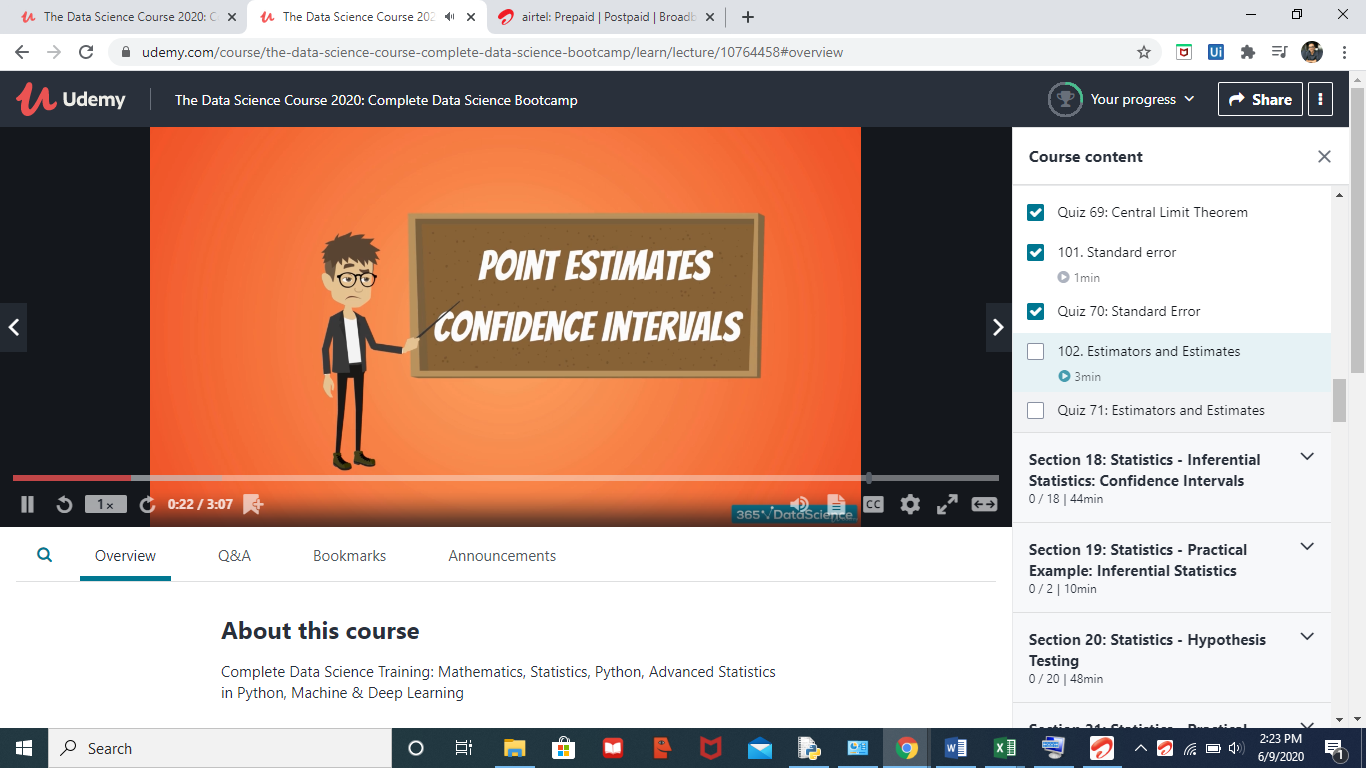 The Data Science Course 2020: C
The Data Science Course 202
airtel: Prepaid | Postpaid | Broadb
udemy.com/course/the-data-science-course-complete-data-science-bootcamp/learn/lecture/10764458#overview
Udemy
The Data Science Course 2020: Complete Data Science Bootcamp
Your progress
Share
POINT ESTIMATES
CONFIDENCE INTERVALS
1x
0:22 / 3:07
CC
365√DataScience
Course content
Quiz 69: Central Limit Theorem
101. Standard error
1min
Quiz 70: Standard Error
102. Estimators and Estimates
3min
Quiz 71: Estimators and Estimates
Section 18: Statistics - Inferential
Statistics: Confidence Intervals
0 / 18 | 44min
Section 19: Statistics - Practical
Example: Inferential Statistics
0 / 2 | 10min
Section 20: Statistics - Hypothesis
Testing
0 / 20 | 48min
Section 21: Statistics - Practical
Overview
Q&A
Bookmarks
Announcements
About this course
Complete Data Science Training: Mathematics, Statistics, Python, Advanced Statistics
in Python, Machine & Deep Learning
Search
2:23 PM
6/9/2020